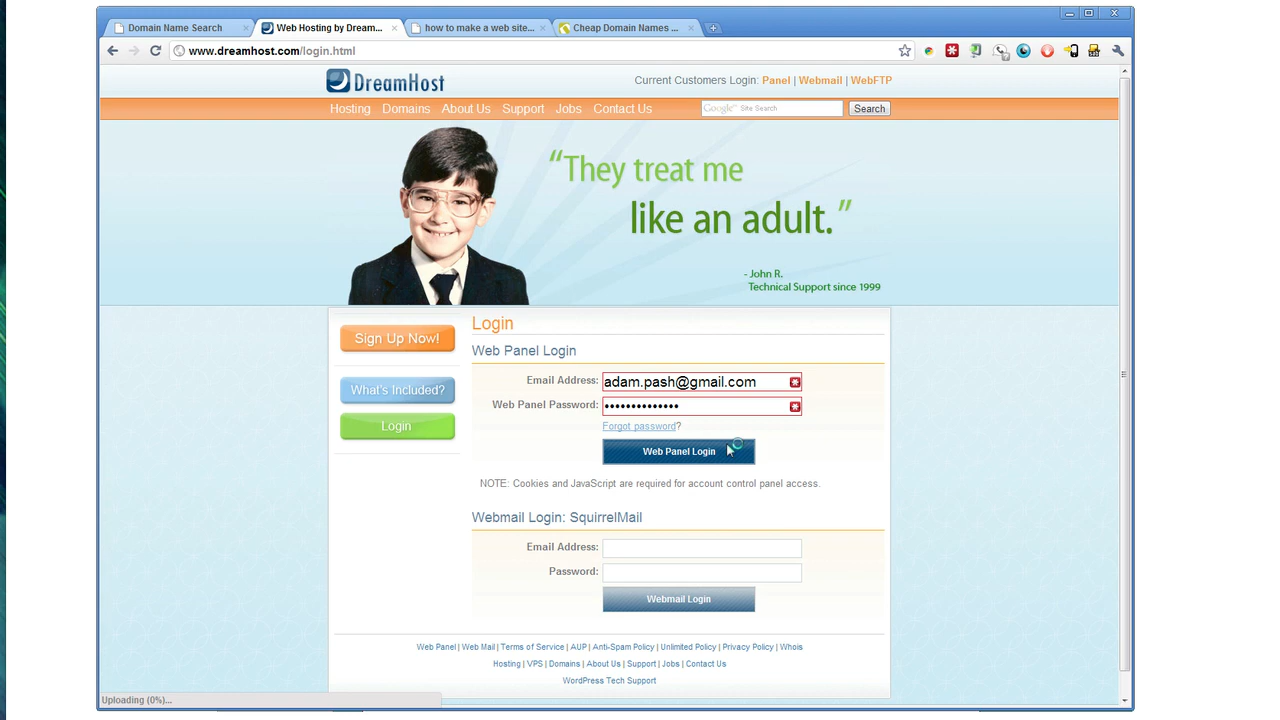 Domain Name Search
Web Hosting by Dream...
how to make a web site...
Cheap Domain Names ...
www.dreamhost.com/login.html
DreamHost
Current Customers Login: Panel | Webmail | WebFTP
Hosting Domains About Us Support Jobs Contact Us
Google™ Site Search
Search
“They treat me
like an adult.”
- John R.
Technical Support since 1999
Sign Up Now!
What's Included?
Login
Login
Web Panel Login
Email Address: adam.pash@gmail.com
Web Panel Password: ••••••••••••••
Forgot password?
Web Panel Login
NOTE: Cookies and JavaScript are required for account control panel access.
Webmail Login: SquirrelMail
Email Address:
Password:
Webmail Login
Web Panel | Web Mail | Terms of Service | AUP | Anti-Spam Policy | Unlimited Policy | Privacy Policy | Whois
Hosting | VPS | Domains | About Us | Support | Jobs | Contact Us
WordPress Tech Support
Uploading (0%)...